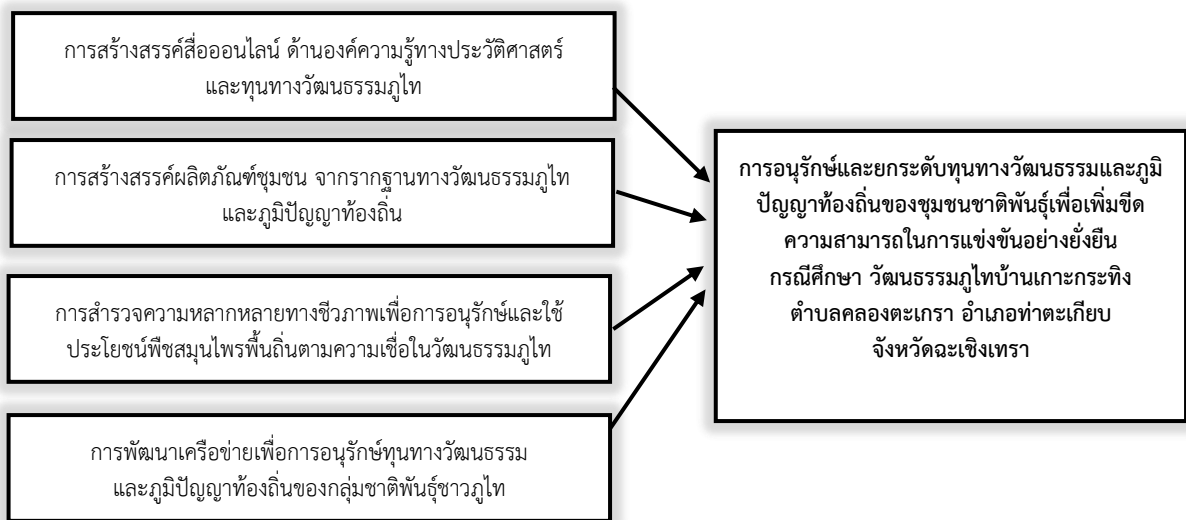 การสร้างสรรค์สื่อออนไลน์ ด้านองค์ความรู้ทางประวัติศาสตร์
และทุนทางวัฒนธรรมภูไท
การสร้างสรรค์ผลิตภัณฑ์ชุมชน จากรากฐานทางวัฒนธรรมภูไท
และภูมิปัญญาท้องถิ่น
การสำรวจความหลากหลายทางชีวภาพเพื่อการอนุรักษ์และใช้
ประโยชน์พืชสมุนไพรพื้นถิ่นตามความเชื่อในวัฒนธรรมภูไท
การพัฒนาเครือข่ายเพื่อการอนุรักษ์ทุนทางวัฒนธรรม
และภูมิปัญญาท้องถิ่นของกลุ่มชาติพันธุ์ชาวภูไท
การอนุรักษ์และยกระดับทุนทางวัฒนธรรมและภูมิ
ปัญญาท้องถิ่นของชุมชนชาติพันธุ์เพื่อเพิ่มขีด
ความสามารถในการแข่งขันอย่างยั่งยืน
กรณีศึกษา วัฒนธรรมภูไทบ้านเกาะกระทิง
ตำบลคลองตะเกรา อำเภอท่าตะเกียบ
จังหวัดฉะเชิงเทรา